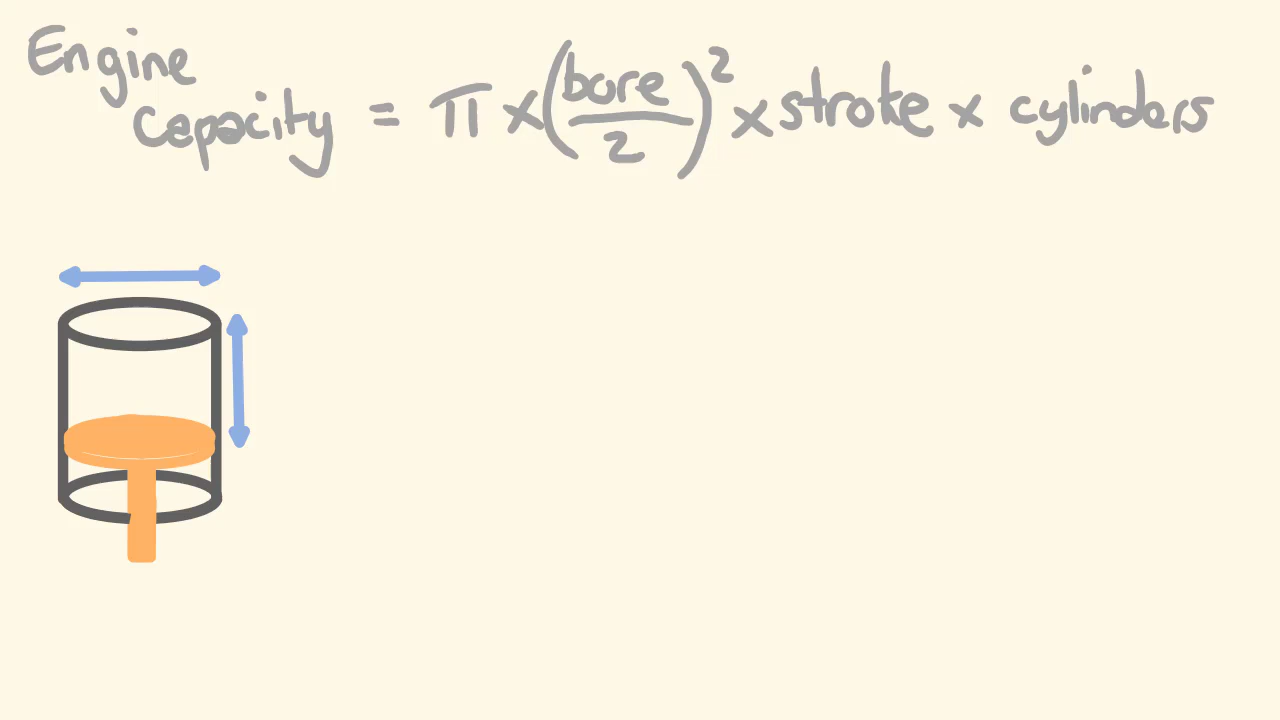 Engine
capacity = π × (bore/2)² × stroke × cylinders